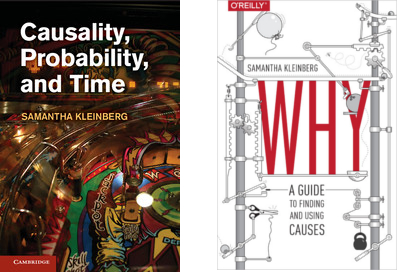 Causality,
Probability,
and Time
SAMANTHA KLEINBERG
CAMBRIDGE
O'REILLY®
SAMANTHA KLEINBERG
WHY
A GUIDE
TO FINDING
AND USING
CAUSES